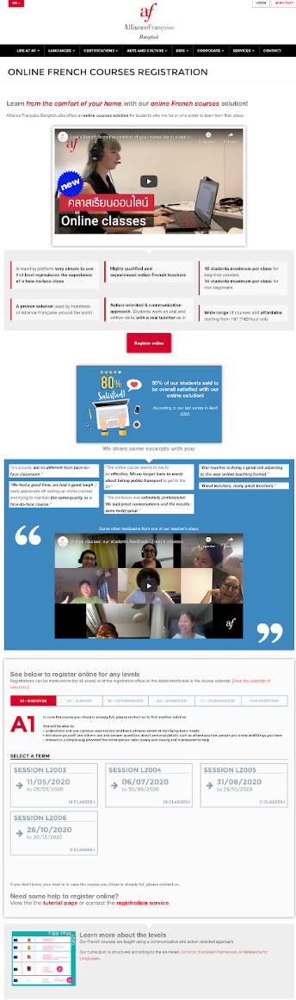 EN
LOGIN
MY CART
af
AllianceFrançaise
Bangkok
LIFE AT AF
LANGUAGES
CERTIFICATIONS
ARTS AND CULTURE
KIDS
CORPORATE
SERVICES
CONTACT
ONLINE FRENCH COURSES REGISTRATION
Learn from the comfort of your home with our online French courses solution!
Alliance Française Bangkok also offers an online courses solution for students who live far or who prefer to learn from their place.
Learn French from the comfort of your home like in a real c...
new
คลาสเรียนออนไลน์
Online classes
A learning platform very simple to use
that best reproduces the experience
of a face-to-face class
Highly qualified and
experienced native French teachers
10 students maximum per class for
beginner courses.
14 students maximum per class for
non beginners
A proven solution used by hundreds
of Alliance Française around the world
Action-oriented & communicative
approach. Students work on oral and
written skills with a real teacher as in
Wide range of courses and affordable
starting from 187 THB/hour only
Register online
80%
Satisfied!
80% of our students said to
be overall satisfied with our
online solution!
According to our last survey in April
2020.
We share some excerpts with you:
"It's actually not so different from face-to-
face classroom."
"We had a good time, we had a good laugh. I
really appreciate AF setting up online courses
and trying to maintain the same quality as a
face-to-face course."
"The online course seems to me to
be effective. We no longer have to worry
about taking public transport to get to the
AF"
"The professor was extremely professional.
We had great conversations and the results
were really great."
"Our teacher is doing a great job adjusting
to the new online teaching format."
"Great teachers, really great teachers."
Some other feedbacks from one of our teacher's class:
Virtual classes: our students feedback - French courses
af
See below to register online for any levels
Registrations can be made online (for all levels) or at the registration office on the dates mentioned in the course calendar. [View the calendar of
sessions.]
A1 - DISCOVER
A2 - SURVIVE
B1 - INTERMEDIATE
B2 - ADVANCED
C1 - INDEPENDENT
FOR EVERYONE
A1
In case the course you chose is already full, please contact us to find another solution
You will be able to:
• understand and use common expressions and basic phrases aimed at satisfying basic needs
• introduce yourself and others; ask and answer questions about personal details such as where you live, people you know and things you have
• interact in a simple way provided the other person talks slowly and clearly and is prepared to help
SELECT A TERM
SESSION L2003
11/05/2020
to 05/07/2020
19 CLASSES
SESSION L2004
06/07/2020
to 30/08/2020
SESSION L2005
31/08/2020
to 25/10/2020
11 CLASSES
SESSION L2006
26/10/2020
to 20/12/2020
If you don't know your level or in case the course you chose is already full, please contact us.
Need some help to register online?
View the the tutorial page or contact the registration service.
Learn more about the levels
Our French courses are taught using a communicative and action-oriented approach.
Our curriculum is structured according to the six-tiered Common European Framework of Reference for
Languages.